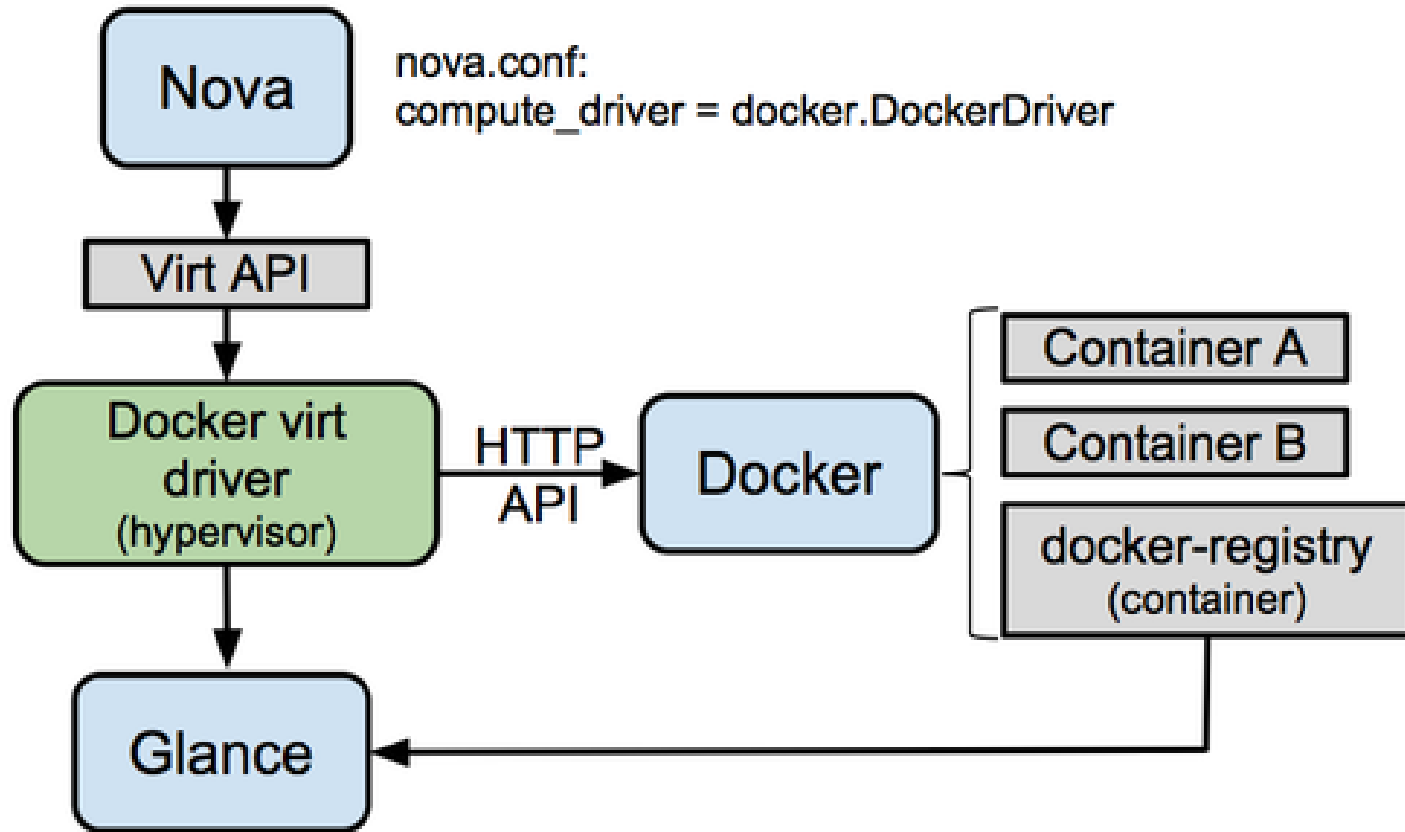 Nova
nova.conf:
compute_driver = docker.DockerDriver
Virt API
Docker virt
driver
(hypervisor)
HTTP
API
Docker
Container A
Container B
docker-registry
(container)
Glance